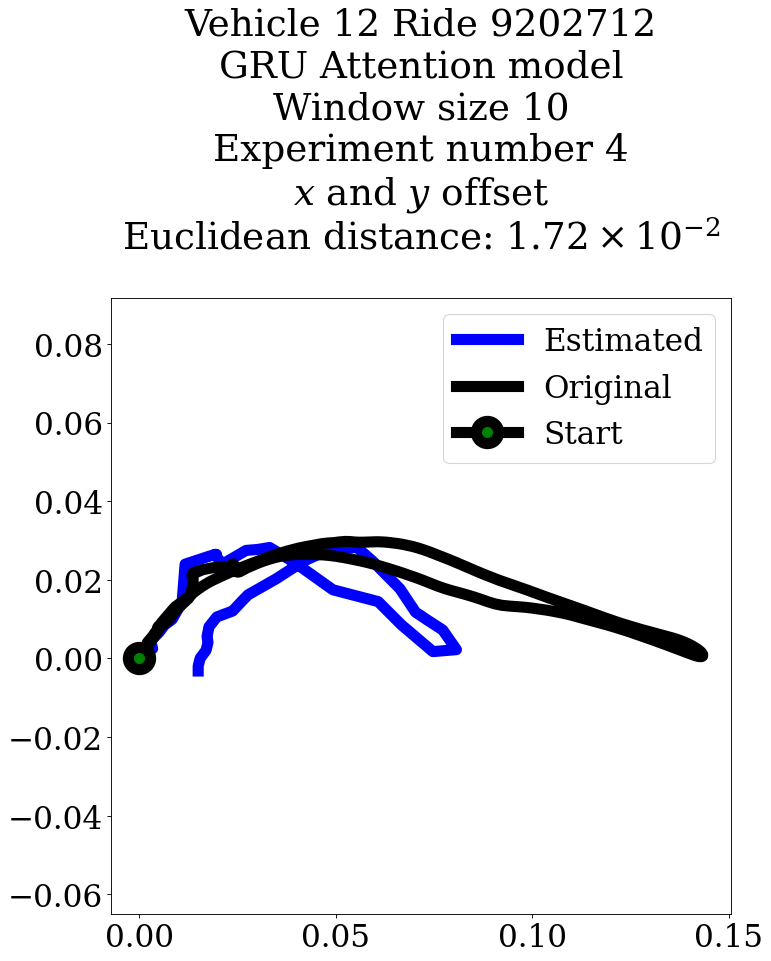 Vehicle 12 Ride 9202712
GRU Attention model
Window size 10
Experiment number 4
x and y offset
Euclidean distance: 1.72 × 10⁻²
Estimated
Original
Start
0.08
0.06
0.04
0.02
0.00
−0.02
−0.04
−0.06
0.00 0.05 0.10 0.15